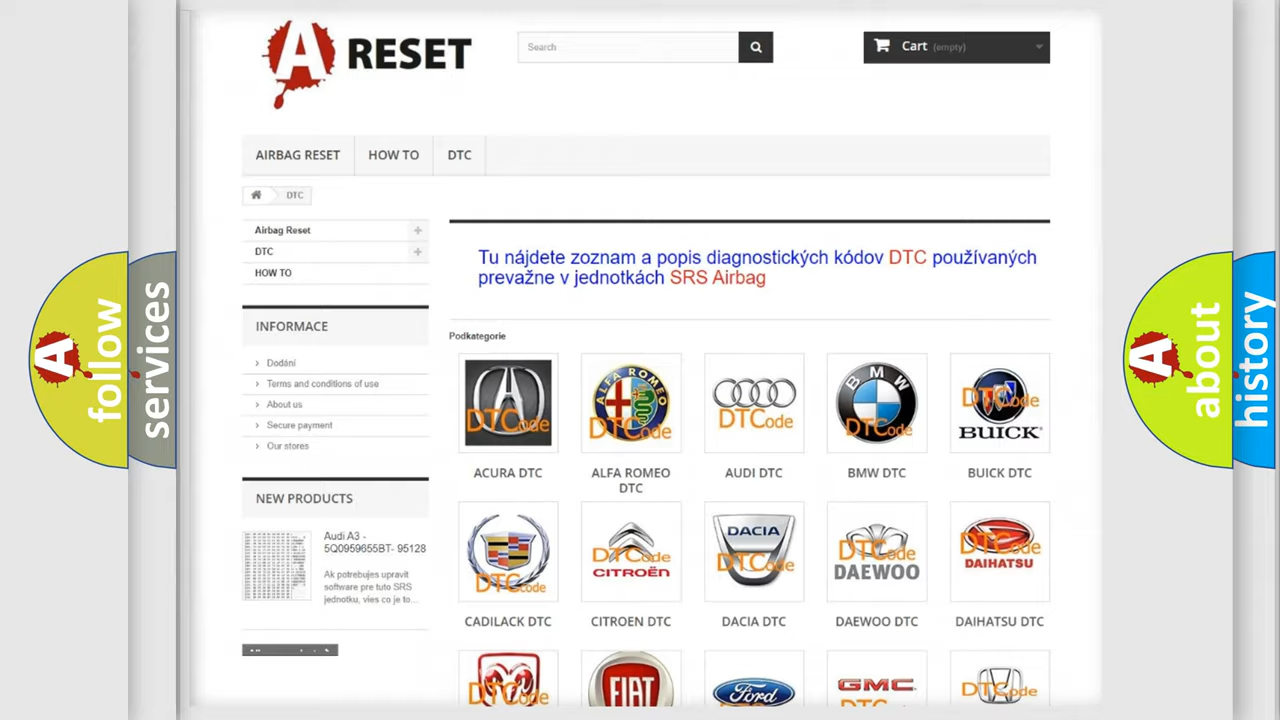 A RESET
Search
Cart (empty)
AIRBAG RESET
HOW TO
DTC
DTC
Airbag Reset
DTC
HOW TO
Tu nájdete zoznam a popis diagnostických kódov DTC používaných
prevažne v jednotkách SRS Airbag
INFORMACE
Dodání
Terms and conditions of use
About us
Secure payment
Our stores
NEW PRODUCTS
Audi A3 -
5Q0959655BT- 95128
Ak potrebujes upravit
software pre tuto SRS
jednotku, vies co je to...
Podkategorie
DTCode
ALFA ROMEO
DTCode
DTCode
BMW
DTCode
DTCode
BUICK
ACURA DTC
ALFA ROMEO
DTC
AUDI DTC
BMW DTC
BUICK DTC
DTCode
DTCode
CITROËN
DACIA
DTCode
DTCode
DAEWOO
DTCode
DAIHATSU
CADILACK DTC
CITROEN DTC
DACIA DTC
DAEWOO DTC
DAIHATSU DTC
DTCode
FIAT
Ford
GMC
DTCode
A follow
services
A about
history